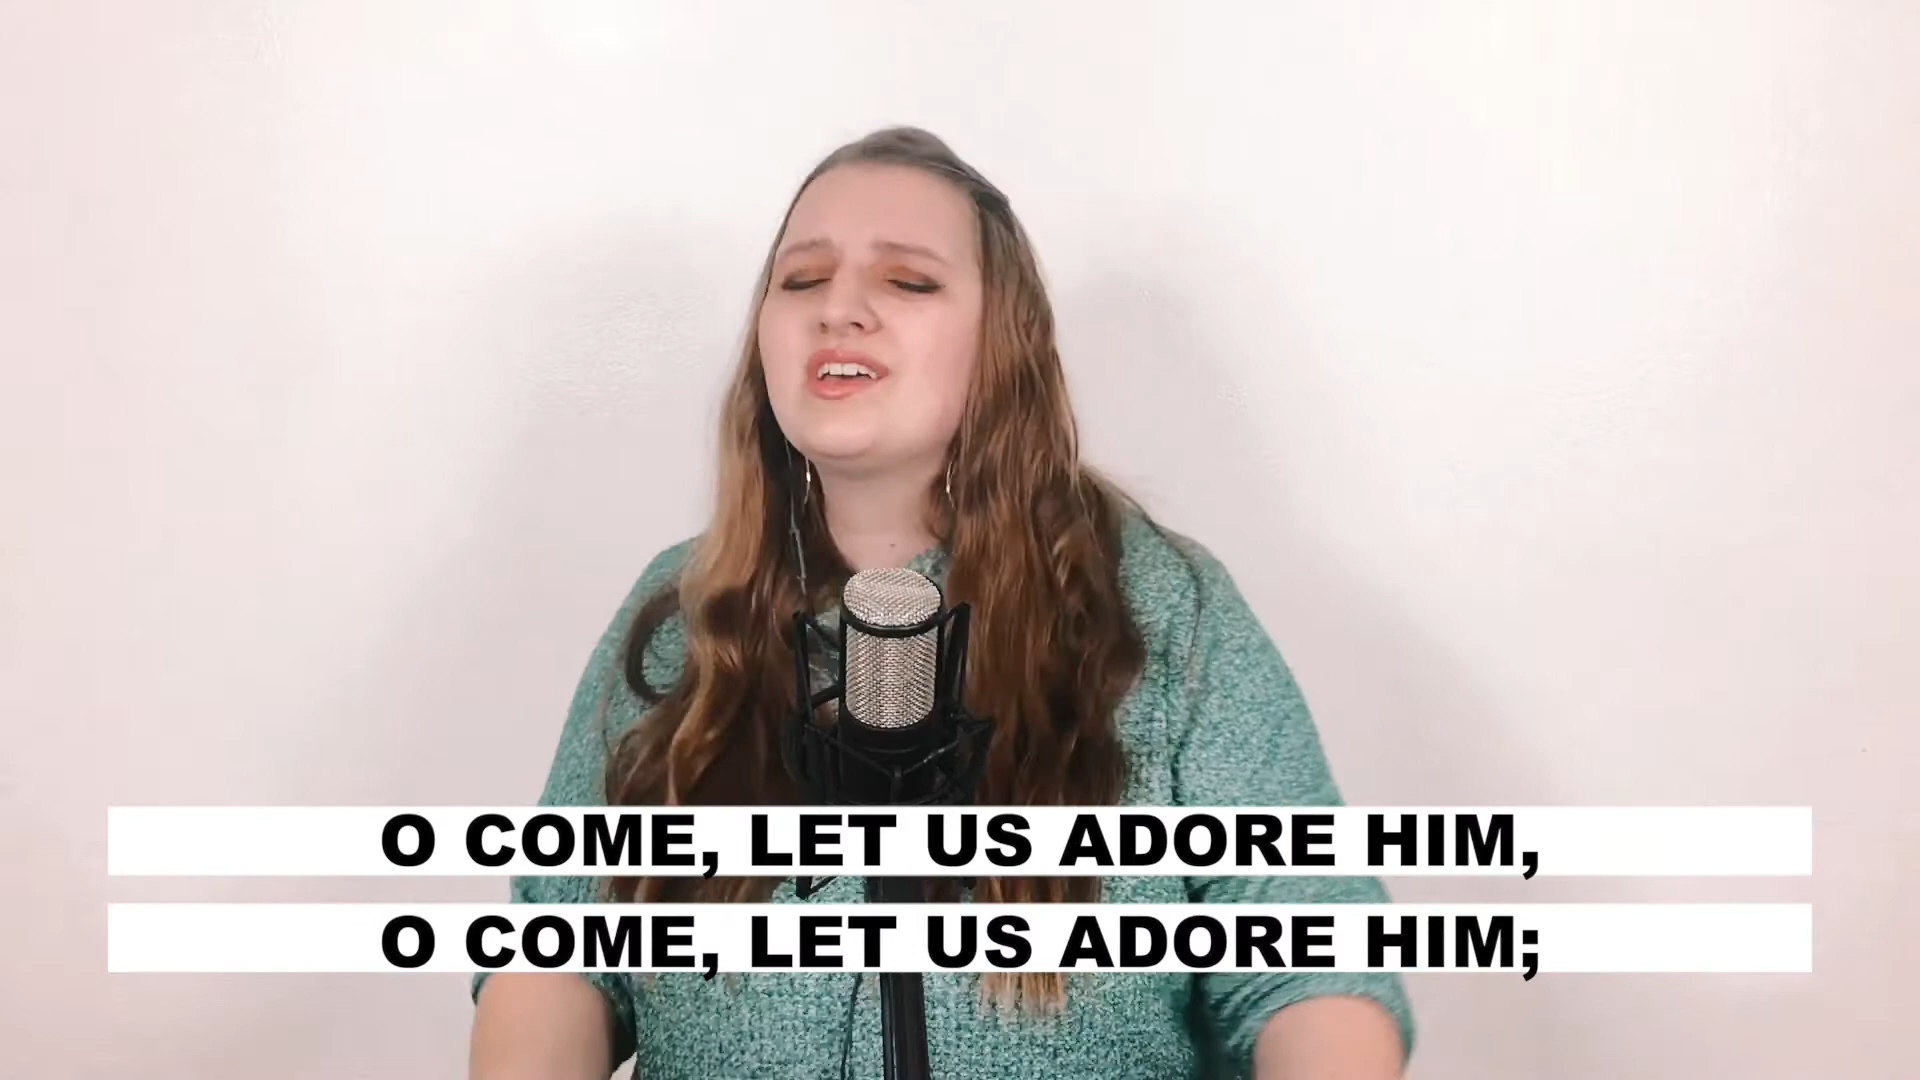 O COME, LET US ADORE HIM,
O COME, LET US ADORE HIM;